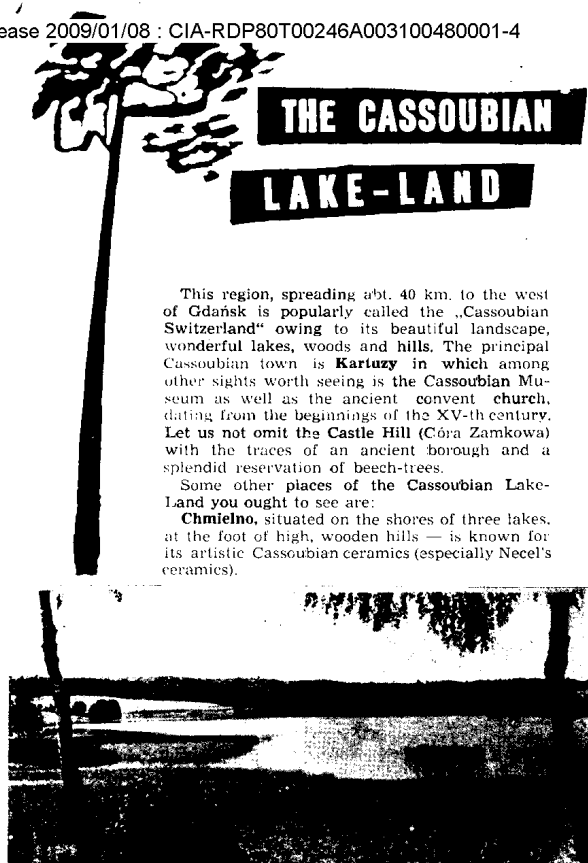 ease 2009/01/08 : CIA-RDP80T00246A003100480001-4
THE CASSOUBIAN
LAKE-LAND
This region, spreading abt. 40 km. to the west
of Gdańsk is popularly called the „Cassoubian
Switzerland“ owing to its beautiful landscape,
wonderful lakes, woods and hills. The principal
Cassoubian town is Kartuzy in which among
other sights worth seeing is the Cassoubian Mu-
seum as well as the ancient convent church,
dating from the beginnings of the XV-th century.
Let us not omit the Castle Hill (Córa Zamkowa)
with the traces of an ancient borough and a
splendid reservation of beech-trees.
Some other places of the Cassoubian Lake-
Land you ought to see are:
Chmielno, situated on the shores of three lakes,
at the foot of high, wooden hills — is known for
its artistic Cassoubian ceramics (especially Necel's
ceramics).